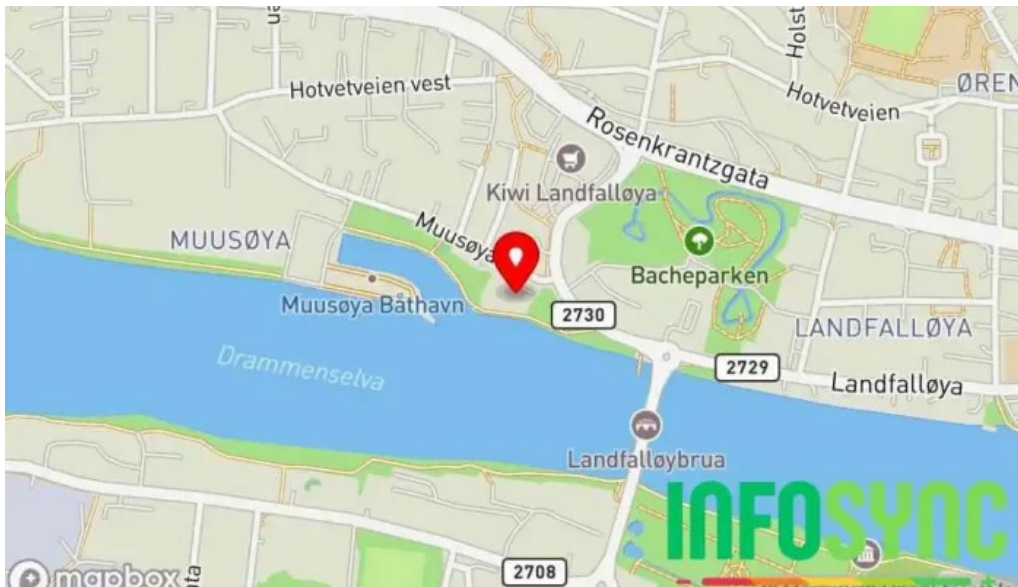 Holst
Hotvetveien vest
Hotvetveien
ØREN
Rosenkrantzgata
Kiwi Landfalløya
MUUSØYA
Muusøya
Bacheparken
Muusøya Båthavn
2730
LANDFALLØYA
Drammenselva
2729
Landfalløya
Landfalløybrua
INFOSYNC
2708
mapbox